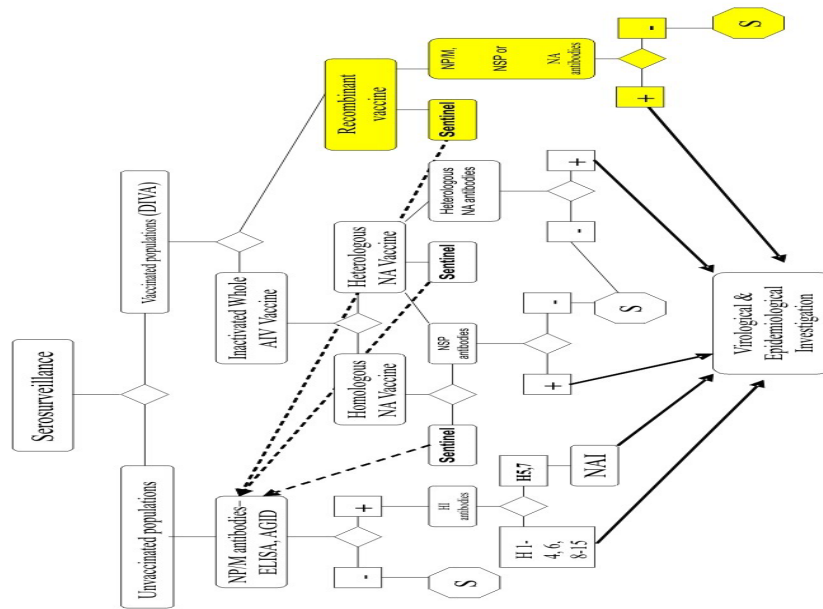 Serosurveillance
Unvaccinated populations
Vaccinated populations (DIVA)
NP/M antibodies–
ELISA, AGID
Inactivated Whole
AIV Vaccine
Recombinant
vaccine
Homologous
NA Vaccine
Heterologous
NA Vaccine
Sentinel
NP/M,
NSP or
NA
antibodies
-
+
S
HI
antibodies
Sentinel
NSP
antibodies
Sentinel
Heterologous
NA antibodies
+
-
S
H 1-
4, 6,
8-15
H5,7
NAI
+
-
S
-
+
Virological &
Epidemiological
Investigation